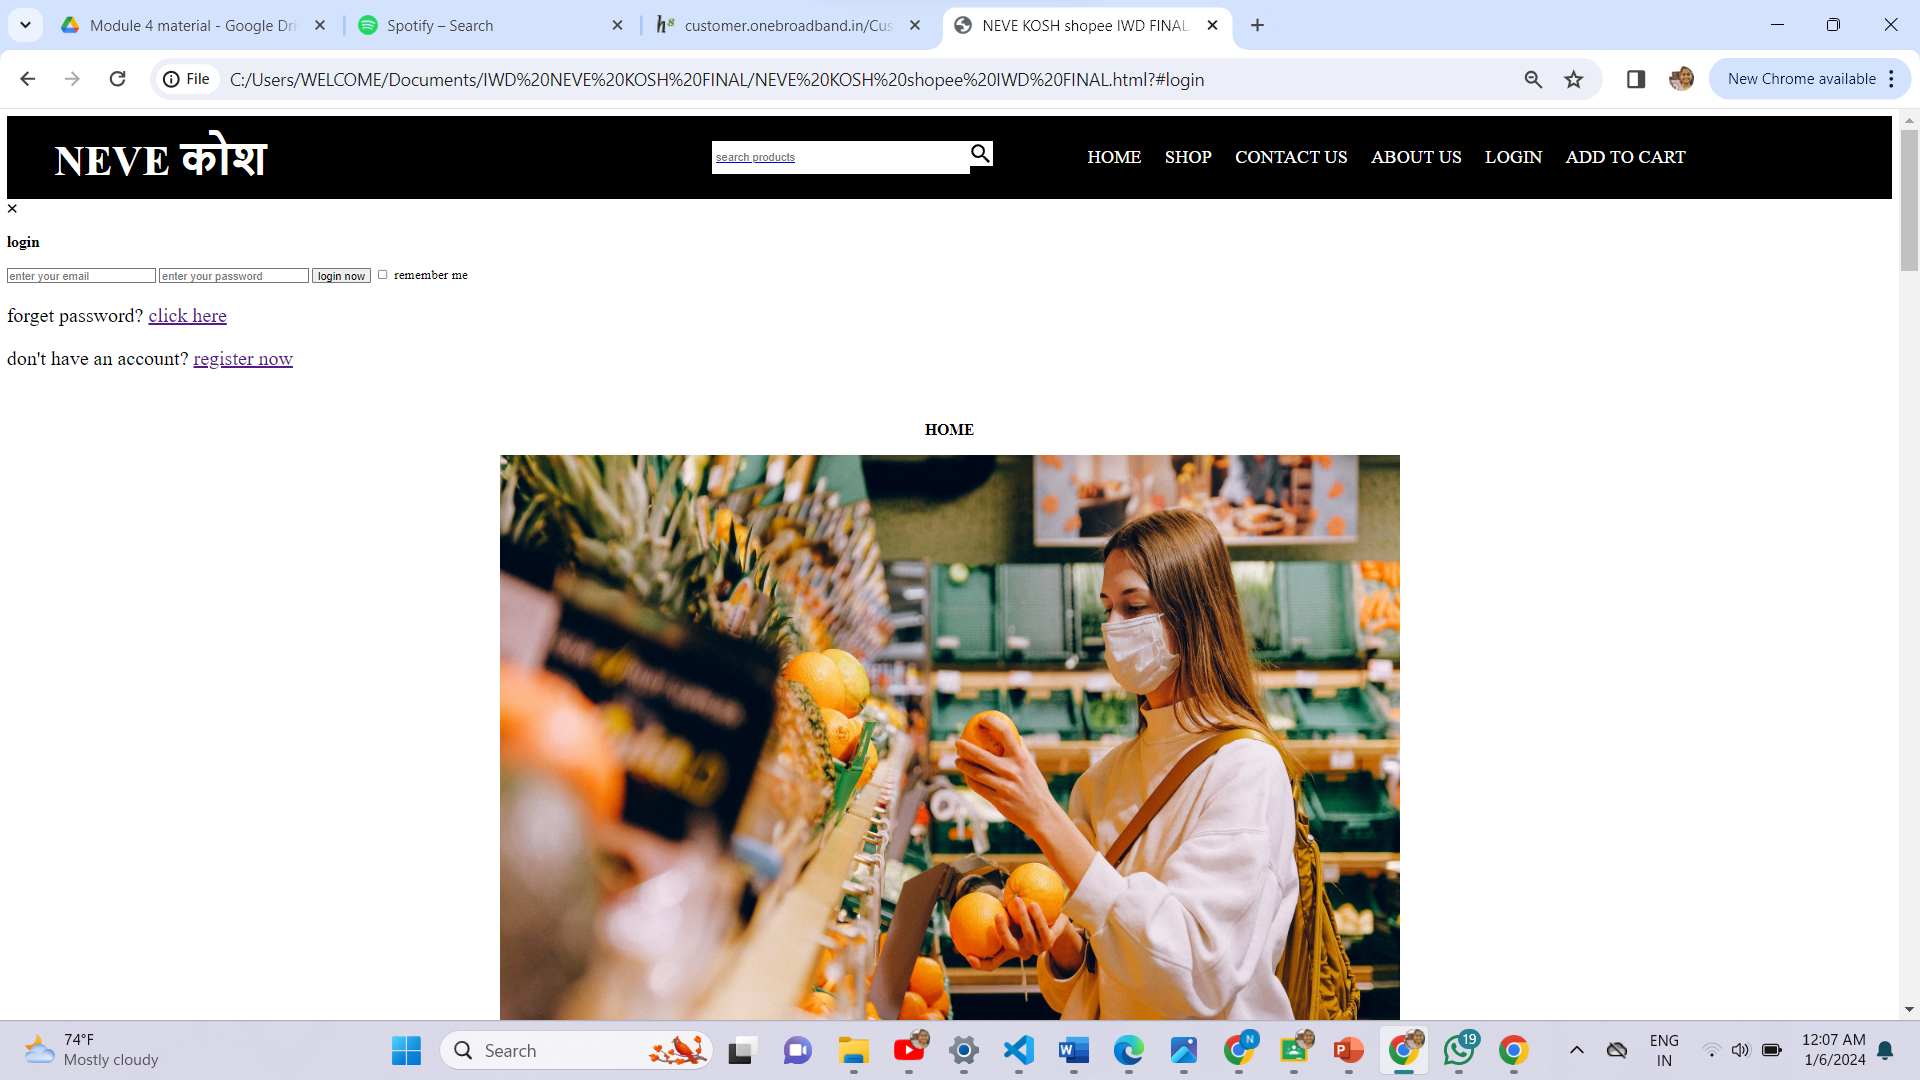 Module 4 material - Google Dri
Spotify – Search
customer.onebroadband.in/Cus
NEVE KOSH shopee IWD FINAL.
File
C:/Users/WELCOME/Documents/IWD%20NEVE%20KOSH%20FINAL/NEVE%20KOSH%20shopee%20IWD%20FINAL.html?#login
New Chrome available
NEVE कोश
search products
HOME SHOP CONTACT US ABOUT US LOGIN ADD TO CART
login
enter your email enter your password login now remember me
forget password? click here
don't have an account? register now
HOME
74°F
Mostly cloudy
Search
N
19
ENG
IN
12:07 AM
1/6/2024